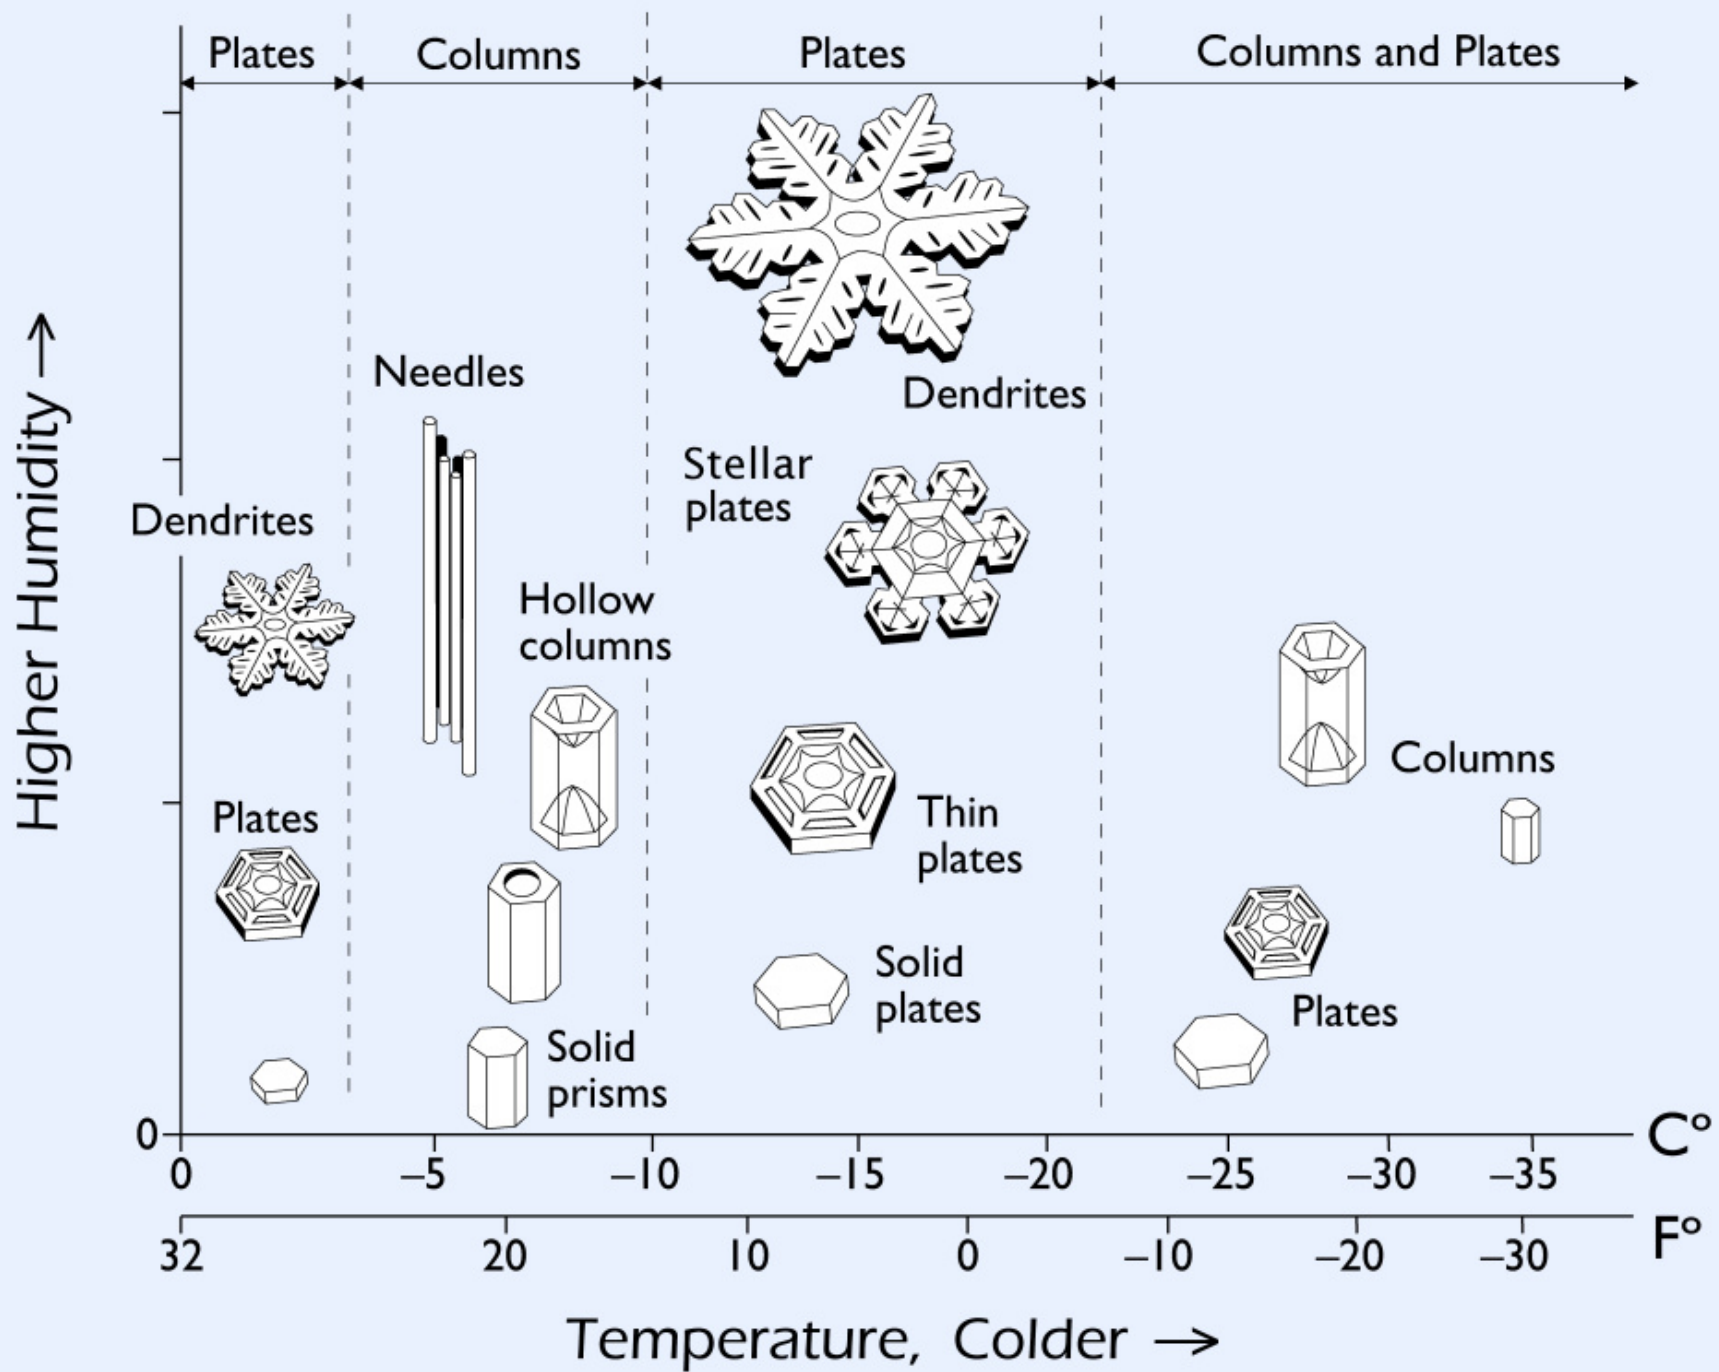 Plates
Columns
Plates
Columns and Plates
Higher Humidity →
Needles
Dendrites
Stellar
plates
Dendrites
Hollow
columns
Columns
Plates
Thin
plates
Solid
plates
Plates
Solid
prisms
0
C°
0 –5 –10 –15 –20 –25 –30 –35
F°
32 20 10 0 –10 –20 –30
Temperature, Colder →